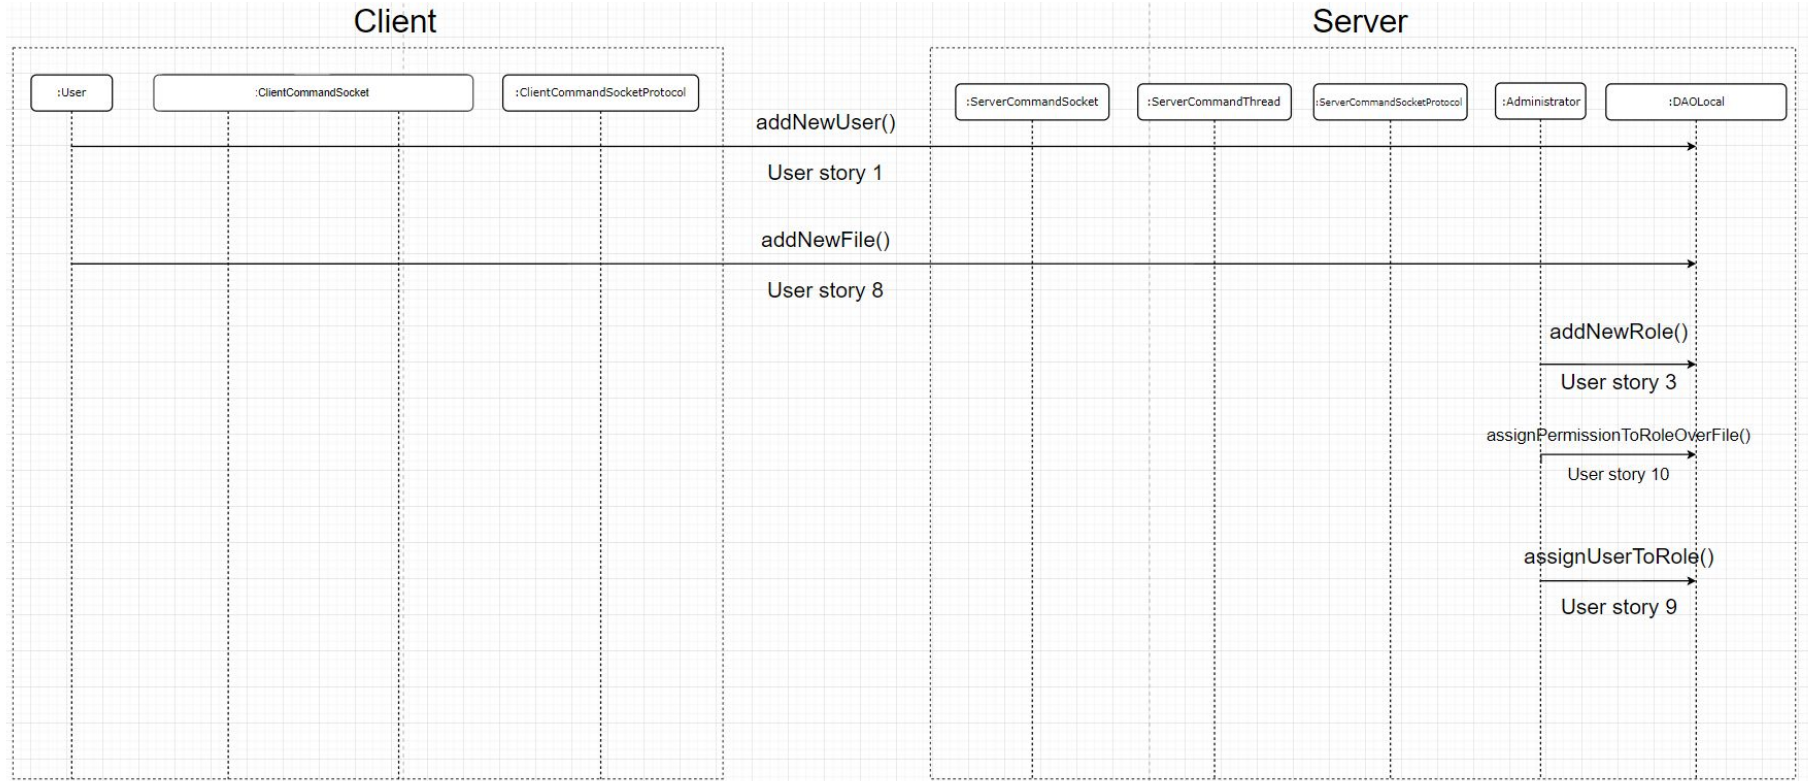 Client
Server
:User
:ClientCommandSocket
:ClientCommandSocketProtocol
:ServerCommandSocket
:ServerCommandThread
:ServerCommandSocketProtocol
:Administrator
:DAOLocal
addNewUser()
User story 1
addNewFile()
User story 8
addNewRole()
User story 3
assignPermissionToRoleOverFile()
User story 10
assignUserToRole()
User story 9